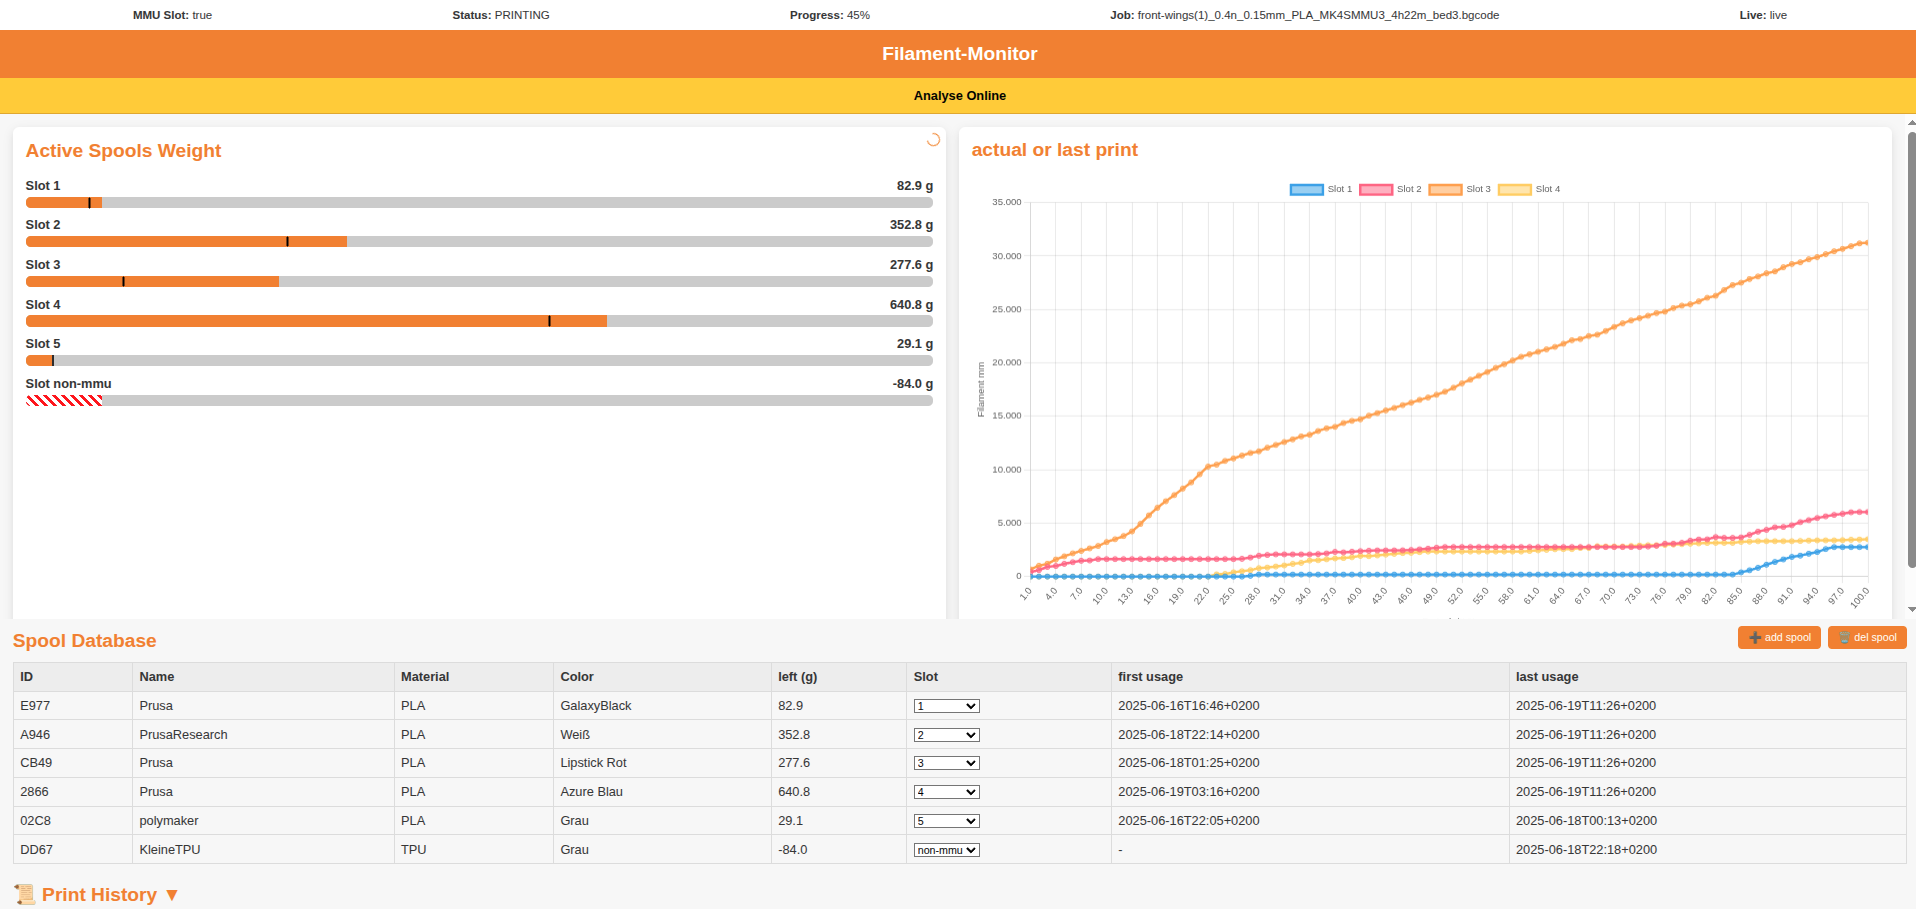 MMU Slot: true Status: PRINTING Progress: 45% Job: front-wings(1)_0.4n_0.15mm_PLA_MK4SMMU3_4h22m_bed3.bgcode Live: live
Filament-Monitor
Analyse Online
Active Spools Weight
Slot 1 82.9 g
Slot 2 352.8 g
Slot 3 277.6 g
Slot 4 640.8 g
Slot 5 29.1 g
Slot non-mmu -84.0 g
actual or last print
Slot 1 Slot 2 Slot 3 Slot 4
35.000
30.000
25.000
20.000
15.000
10.000
5.000
0
Filament mm
1.0 4.0 7.0 10.0 13.0 16.0 19.0 22.0 25.0 28.0 31.0 34.0 37.0 40.0 43.0 46.0 49.0 52.0 55.0 58.0 61.0 64.0 67.0 70.0 73.0 76.0 79.0 82.0 85.0 88.0 91.0 94.0 97.0 100.0
Spool Database
➕ add spool 🗑️ del spool
ID Name Material Color left (g) Slot first usage last usage
E977 Prusa PLA GalaxyBlack 82.9 1 2025-06-16T16:46+0200 2025-06-19T11:26+0200
A946 PrusaResearch PLA Weiß 352.8 2 2025-06-18T22:14+0200 2025-06-19T11:26+0200
CB49 Prusa PLA Lipstick Rot 277.6 3 2025-06-18T01:25+0200 2025-06-19T11:26+0200
2866 Prusa PLA Azure Blau 640.8 4 2025-06-19T03:16+0200 2025-06-19T11:26+0200
02C8 polymaker PLA Grau 29.1 5 2025-06-16T22:05+0200 2025-06-18T00:13+0200
DD67 KleineTPU TPU Grau -84.0 non-mmu - 2025-06-18T22:18+0200
📜 Print History ▼